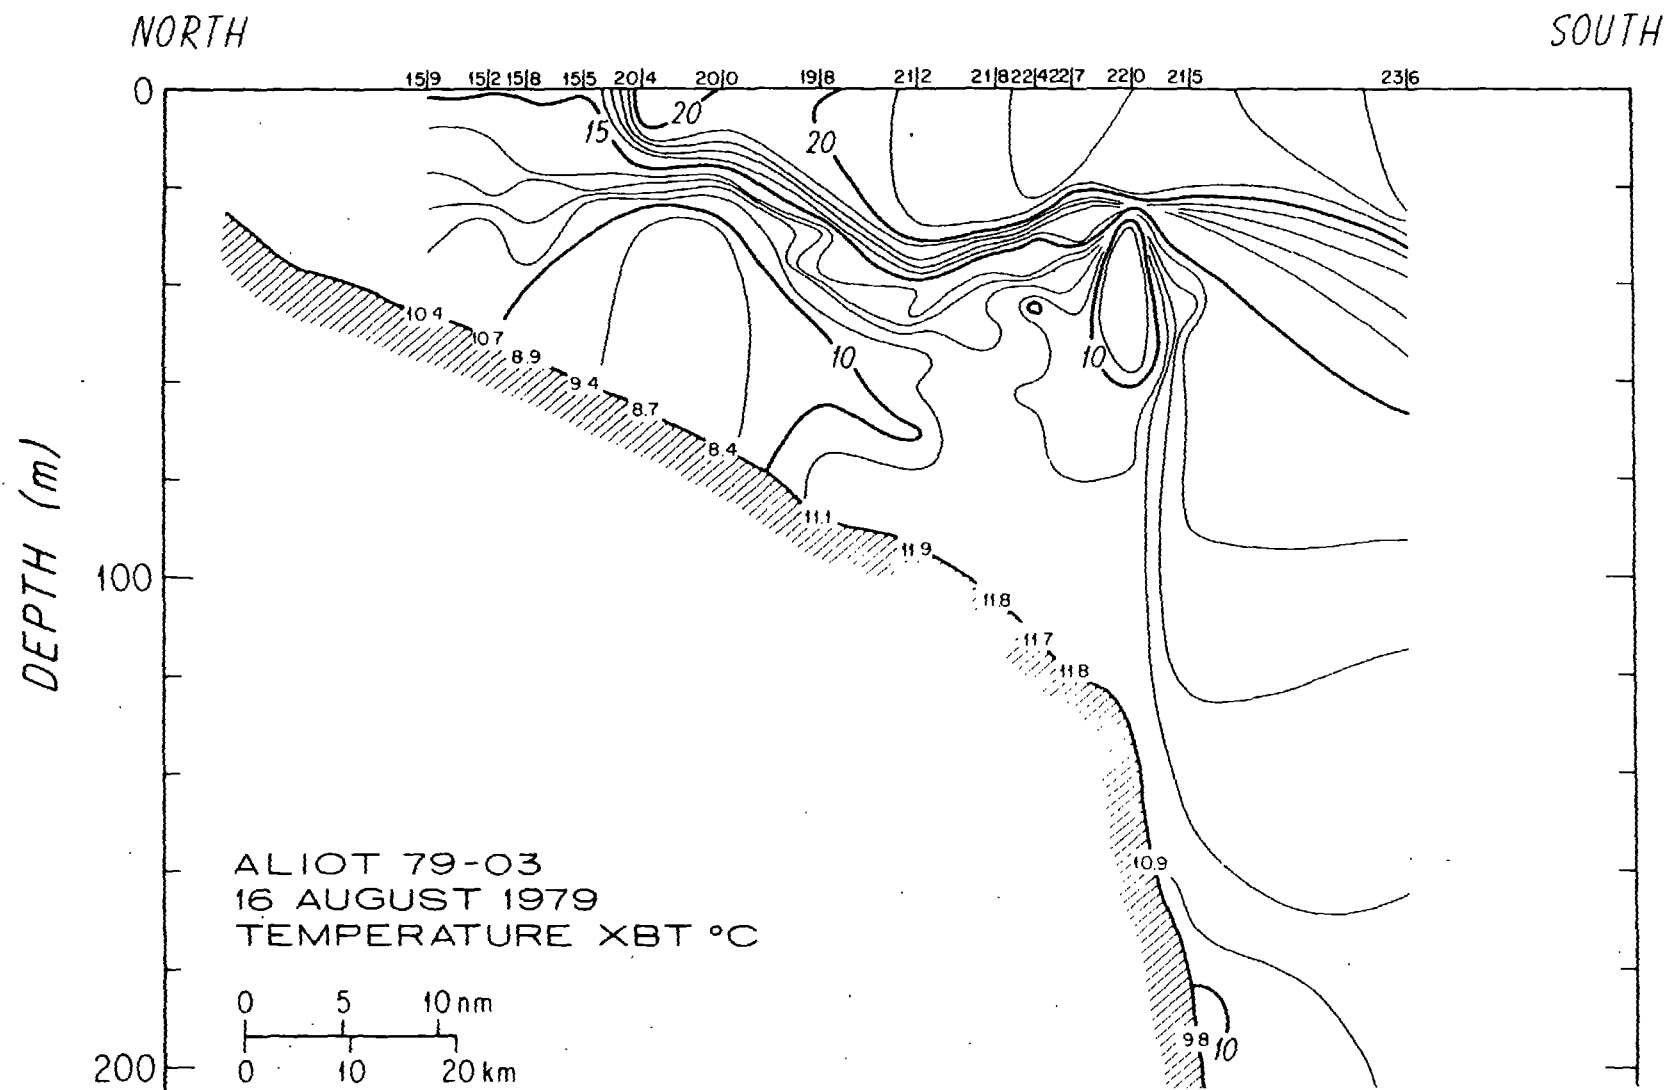 NORTH SOUTH
15|9 15|2 15|8 15|5 20|4 20|0 19|8 21|2 21|8 22|4 22|7 22|0 21|5 23|6
0
20
15
20
10.4
10.7
8.9
10
10
9.4
8.7
8.4
DEPTH (m)
11.1
11.9
100
11.8
11.7
11.8
10.9
ALIOT 79-03
16 AUGUST 1979
TEMPERATURE XBT °C
0 5 10 nm
9.8 10
200
0 10 20 km